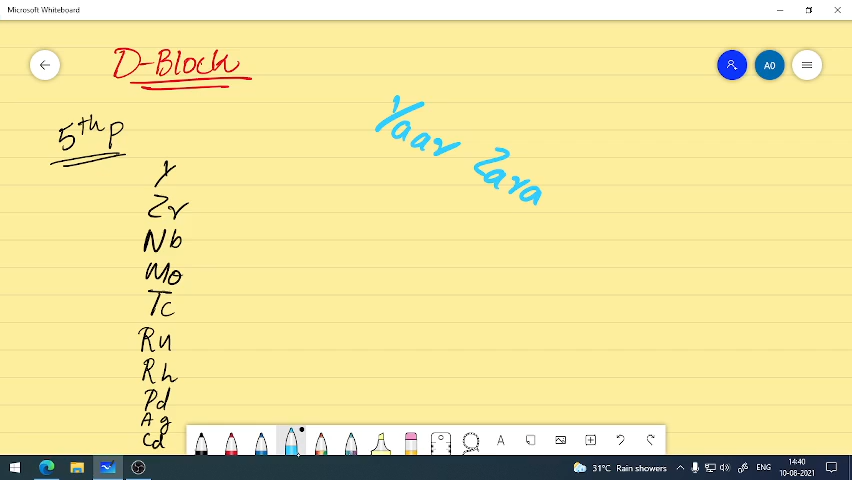 Microsoft Whiteboard
D-Block
A0
5th P
Yaar Zara
Y
Zr
Nb
Mo
Tc
Ru
Rh
Pd
Ag
Cd
A
31°C Rain showers
ENG
14:40
10-08-2021